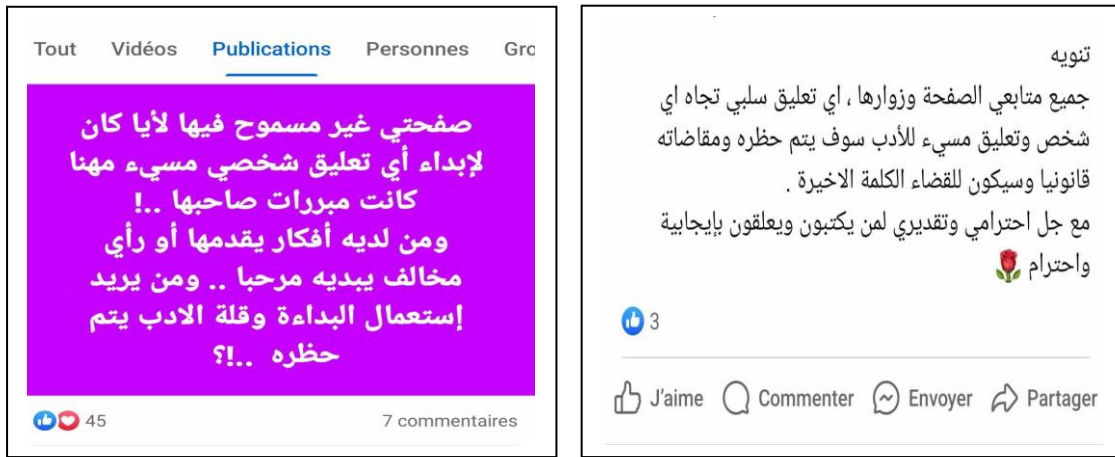 Tout Vidéos Publications Personnes Gro
صفحتي غير مسموح فيها لأيا كان
لإبداء أي تعليق شخصي مسيء مهنا
كانت مبررات صاحبها ..!
ومن لديه أفكار يقدمها أو رأي
مخالف يبديه مرحبا .. ومن يريد
إستعمال البداءة وقلة الادب يتم
حظره ..!؟
45 7 commentaires
تنويه
جميع متابعي الصفحة وزوارها ، اي تعليق سلبي تجاه اي
شخص وتعليق مسيء للأدب سوف يتم حظره ومقاضاته
قانونيا وسيكون للقضاء الكلمة الاخيرة .
مع جل احترامي وتقديري لمن يكتبون ويعلقون بإيجابية
واحترام 🌹
3
J'aime Commenter Envoyer Partager